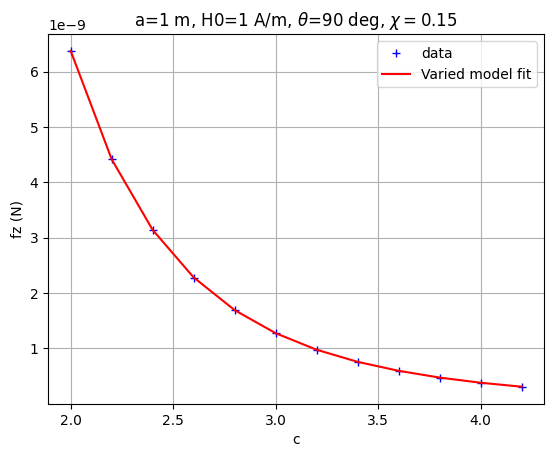 a=1 m, H0=1 A/m, θ=90 deg, χ = 0.15
1e−9
data
Varied model fit
6
5
4
3
2
1
fz (N)
2.0 2.5 3.0 3.5 4.0
c